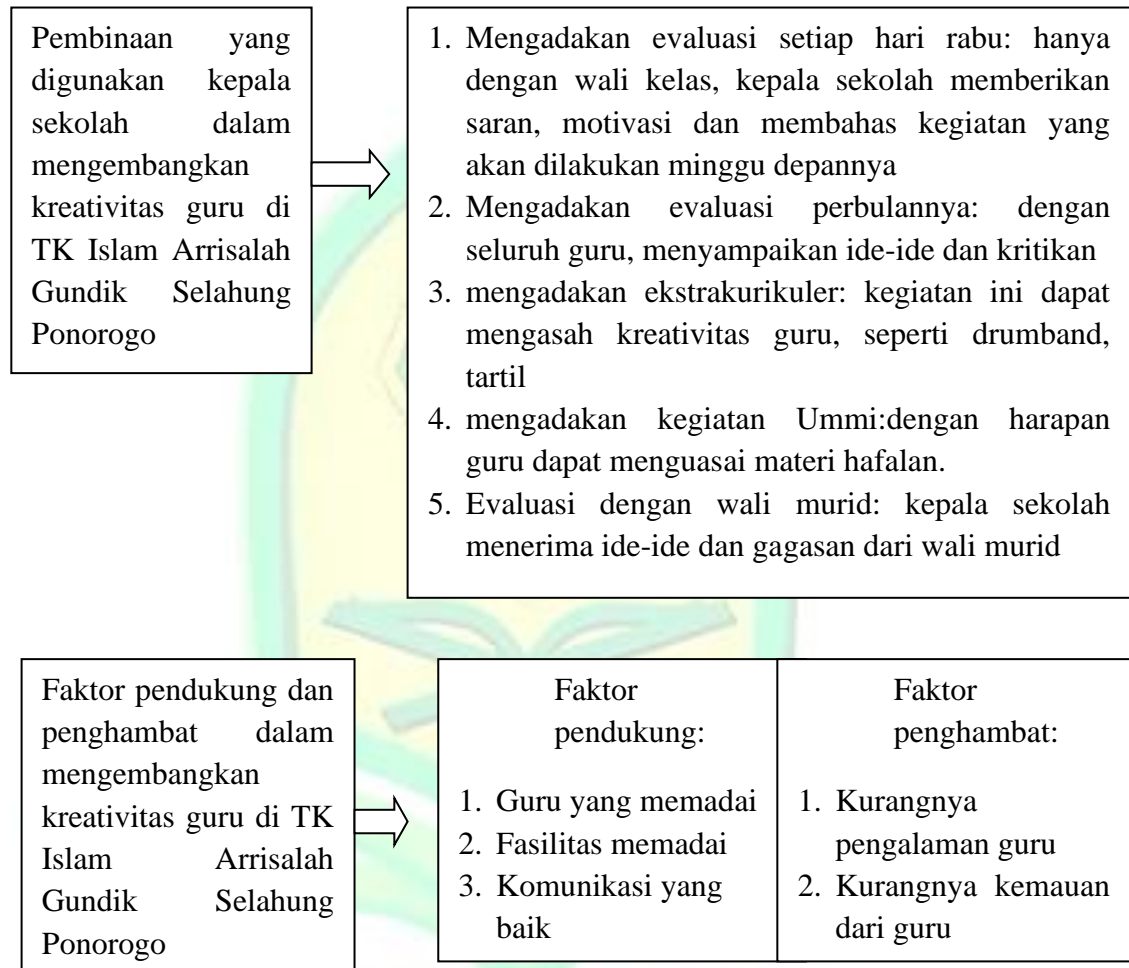 Pembinaan yang
digunakan kepala
sekolah dalam
mengembangkan
kreativitas guru di
TK Islam Arrisalah
Gundik Selahung
Ponorogo
1. Mengadakan evaluasi setiap hari rabu: hanya
dengan wali kelas, kepala sekolah memberikan
saran, motivasi dan membahas kegiatan yang
akan dilakukan minggu depannya
2. Mengadakan evaluasi perbulannya: dengan
seluruh guru, menyampaikan ide-ide dan kritikan
3. mengadakan ekstrakurikuler: kegiatan ini dapat
mengasah kreativitas guru, seperti drumband,
tartil
4. mengadakan kegiatan Ummi:dengan harapan
guru dapat menguasai materi hafalan.
5. Evaluasi dengan wali murid: kepala sekolah
menerima ide-ide dan gagasan dari wali murid
Faktor pendukung dan
penghambat dalam
mengembangkan
kreativitas guru di TK
Islam Arrisalah
Gundik Selahung
Ponorogo
Faktor
pendukung:
1. Guru yang memadai
2. Fasilitas memadai
3. Komunikasi yang
baik
Faktor
penghambat:
1. Kurangnya
pengalaman guru
2. Kurangnya kemauan
dari guru